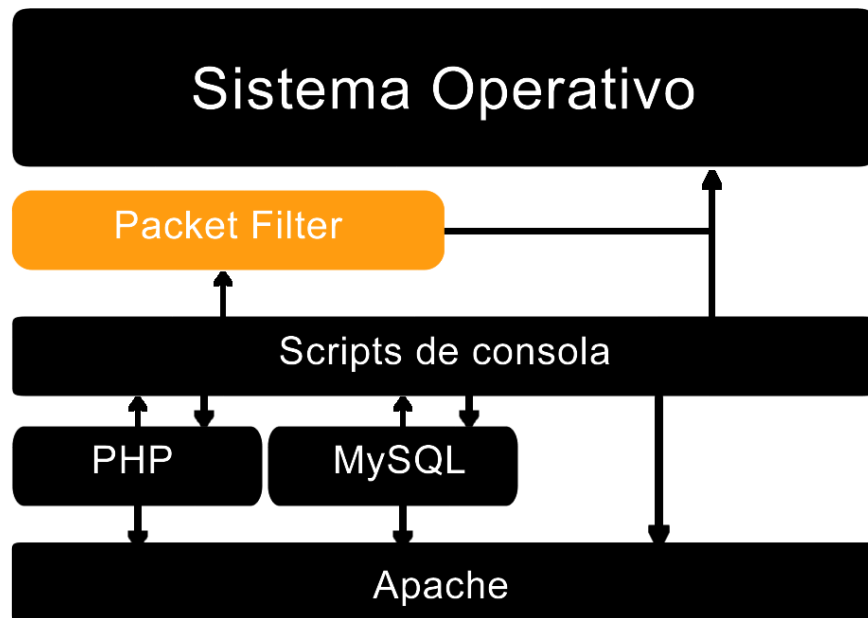 Sistema Operativo
Packet Filter
Scripts de consola
PHP
MySQL
Apache